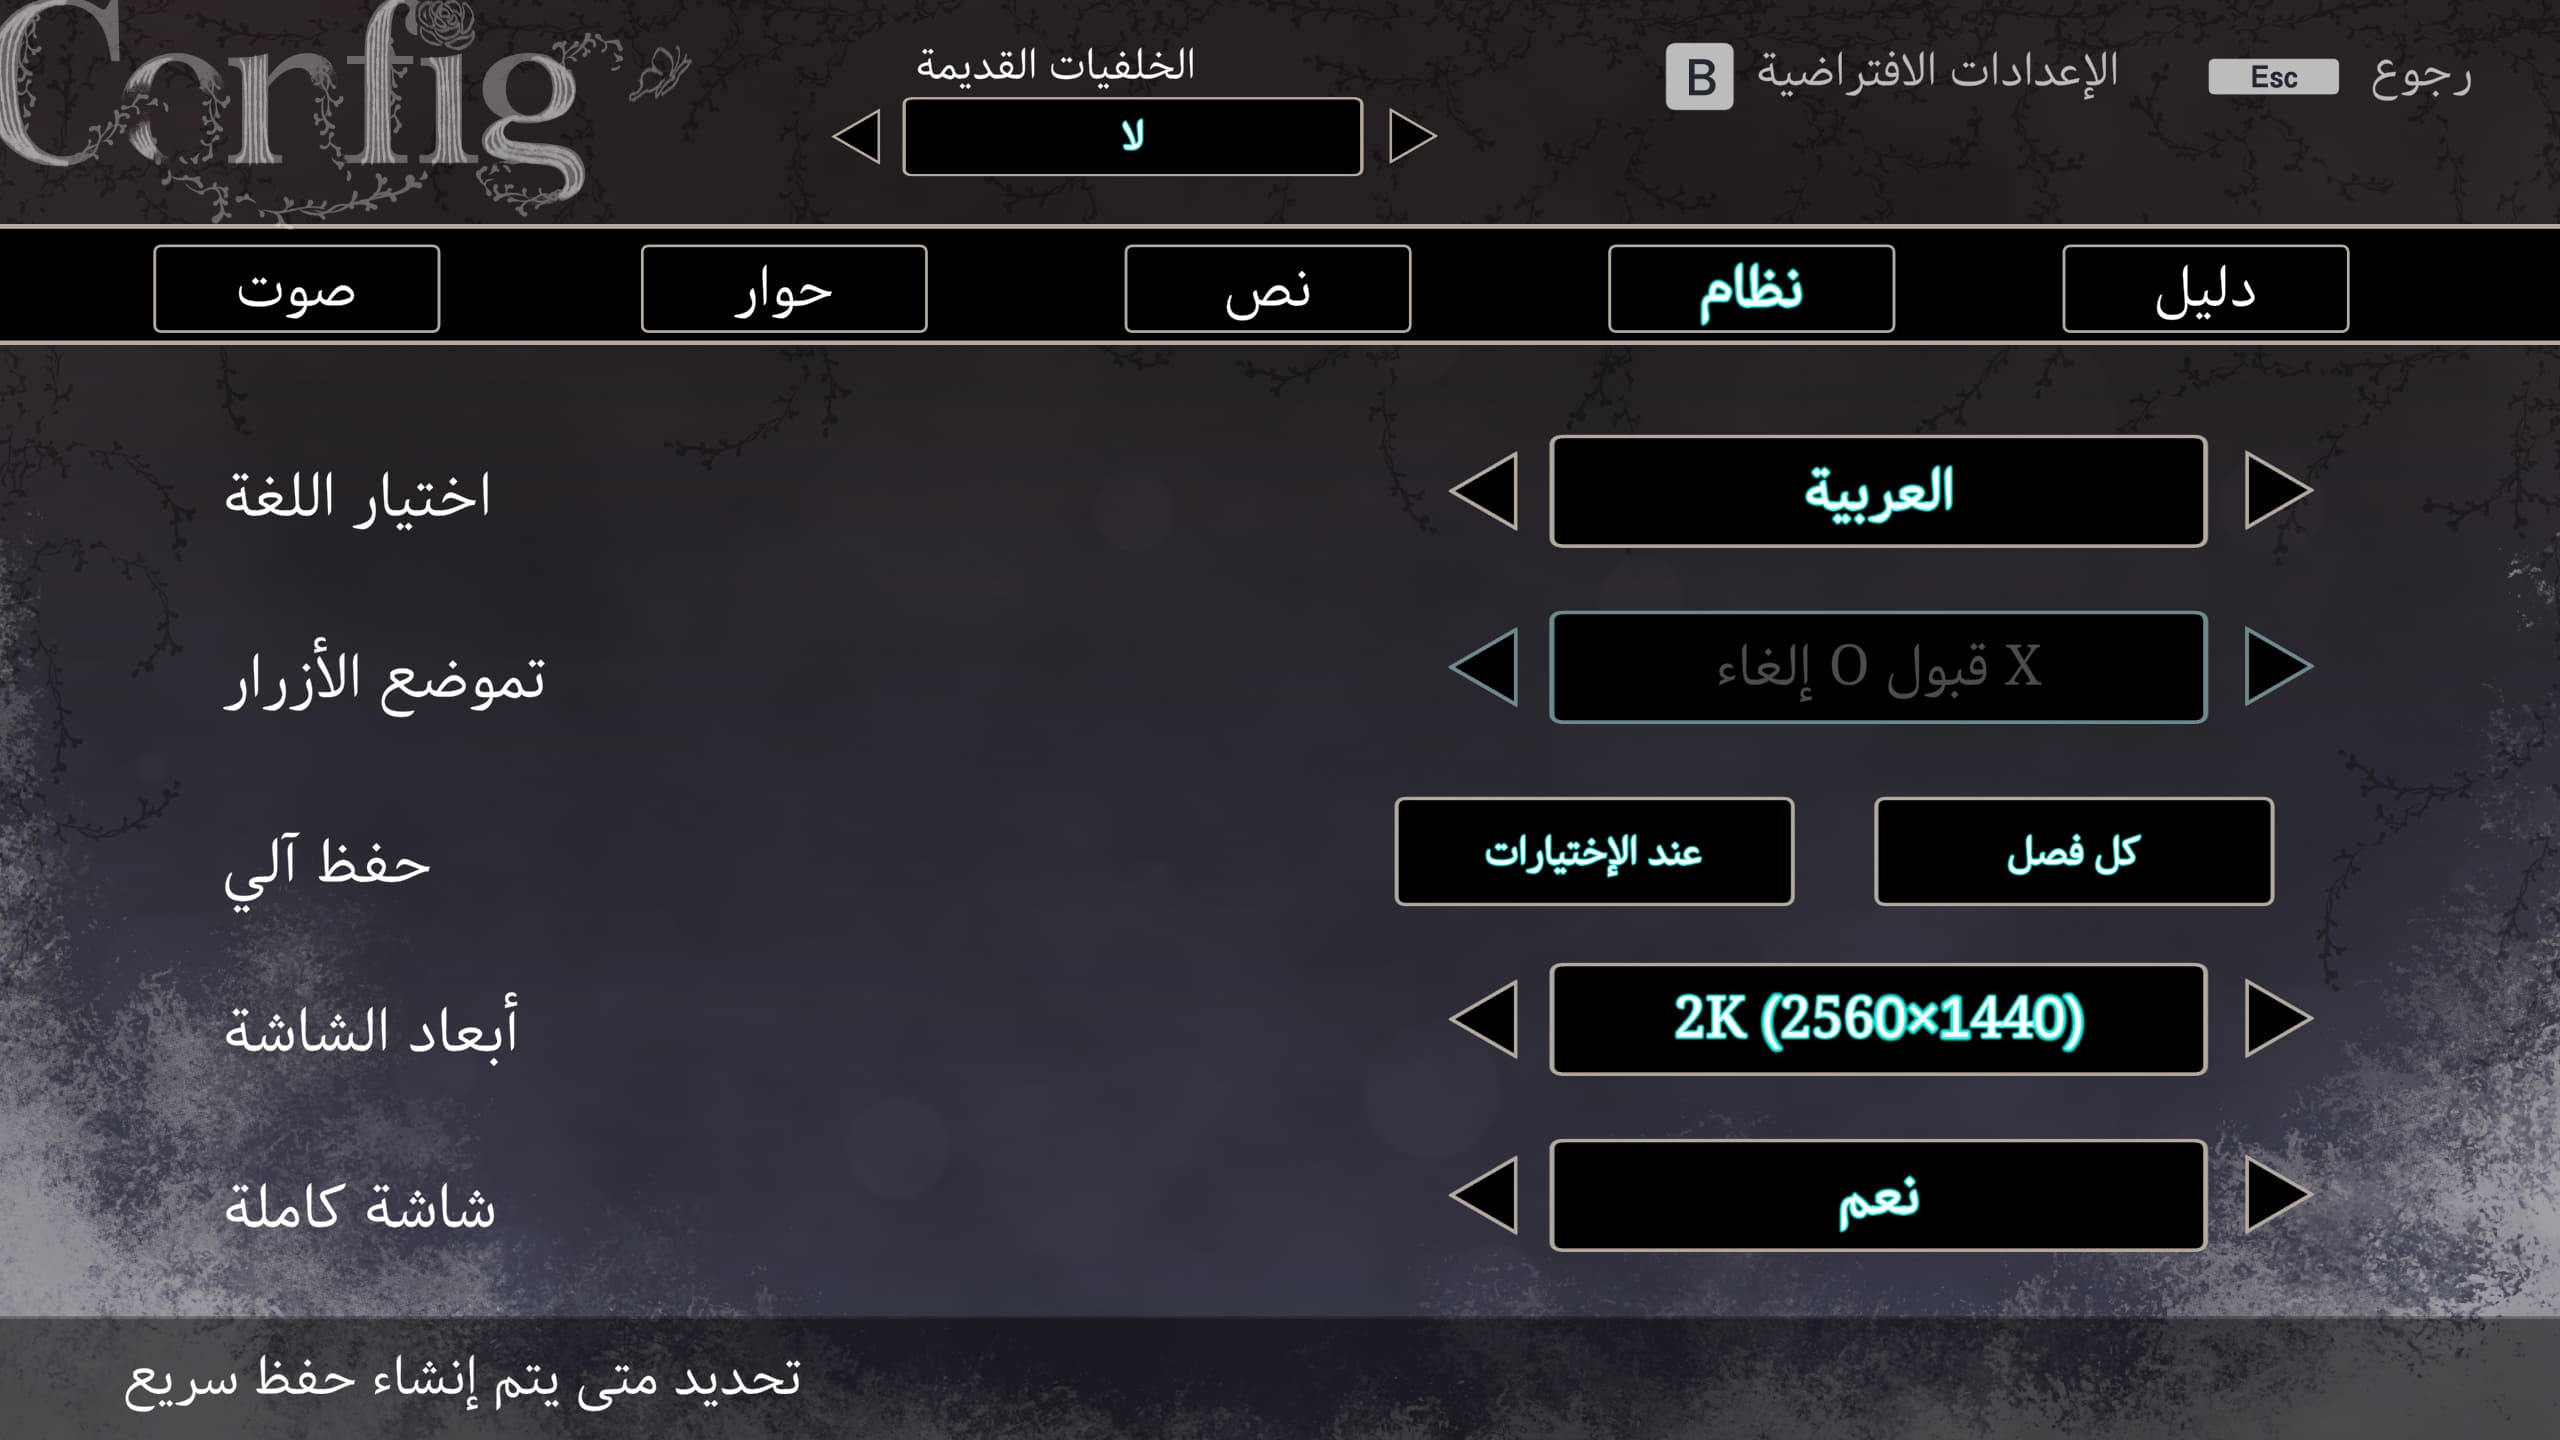 Config
الخلفيات القديمة
لا
B الإعدادات الافتراضية
Esc رجوع
صوت
حوار
نص
نظام
دليل
اختيار اللغة
العربية
تموضع الأزرار
X قبول O إلغاء
حفظ آلي
عند الإختيارات
كل فصل
أبعاد الشاشة
2K (2560×1440)
شاشة كاملة
نعم
تحديد متى يتم إنشاء حفظ سريع